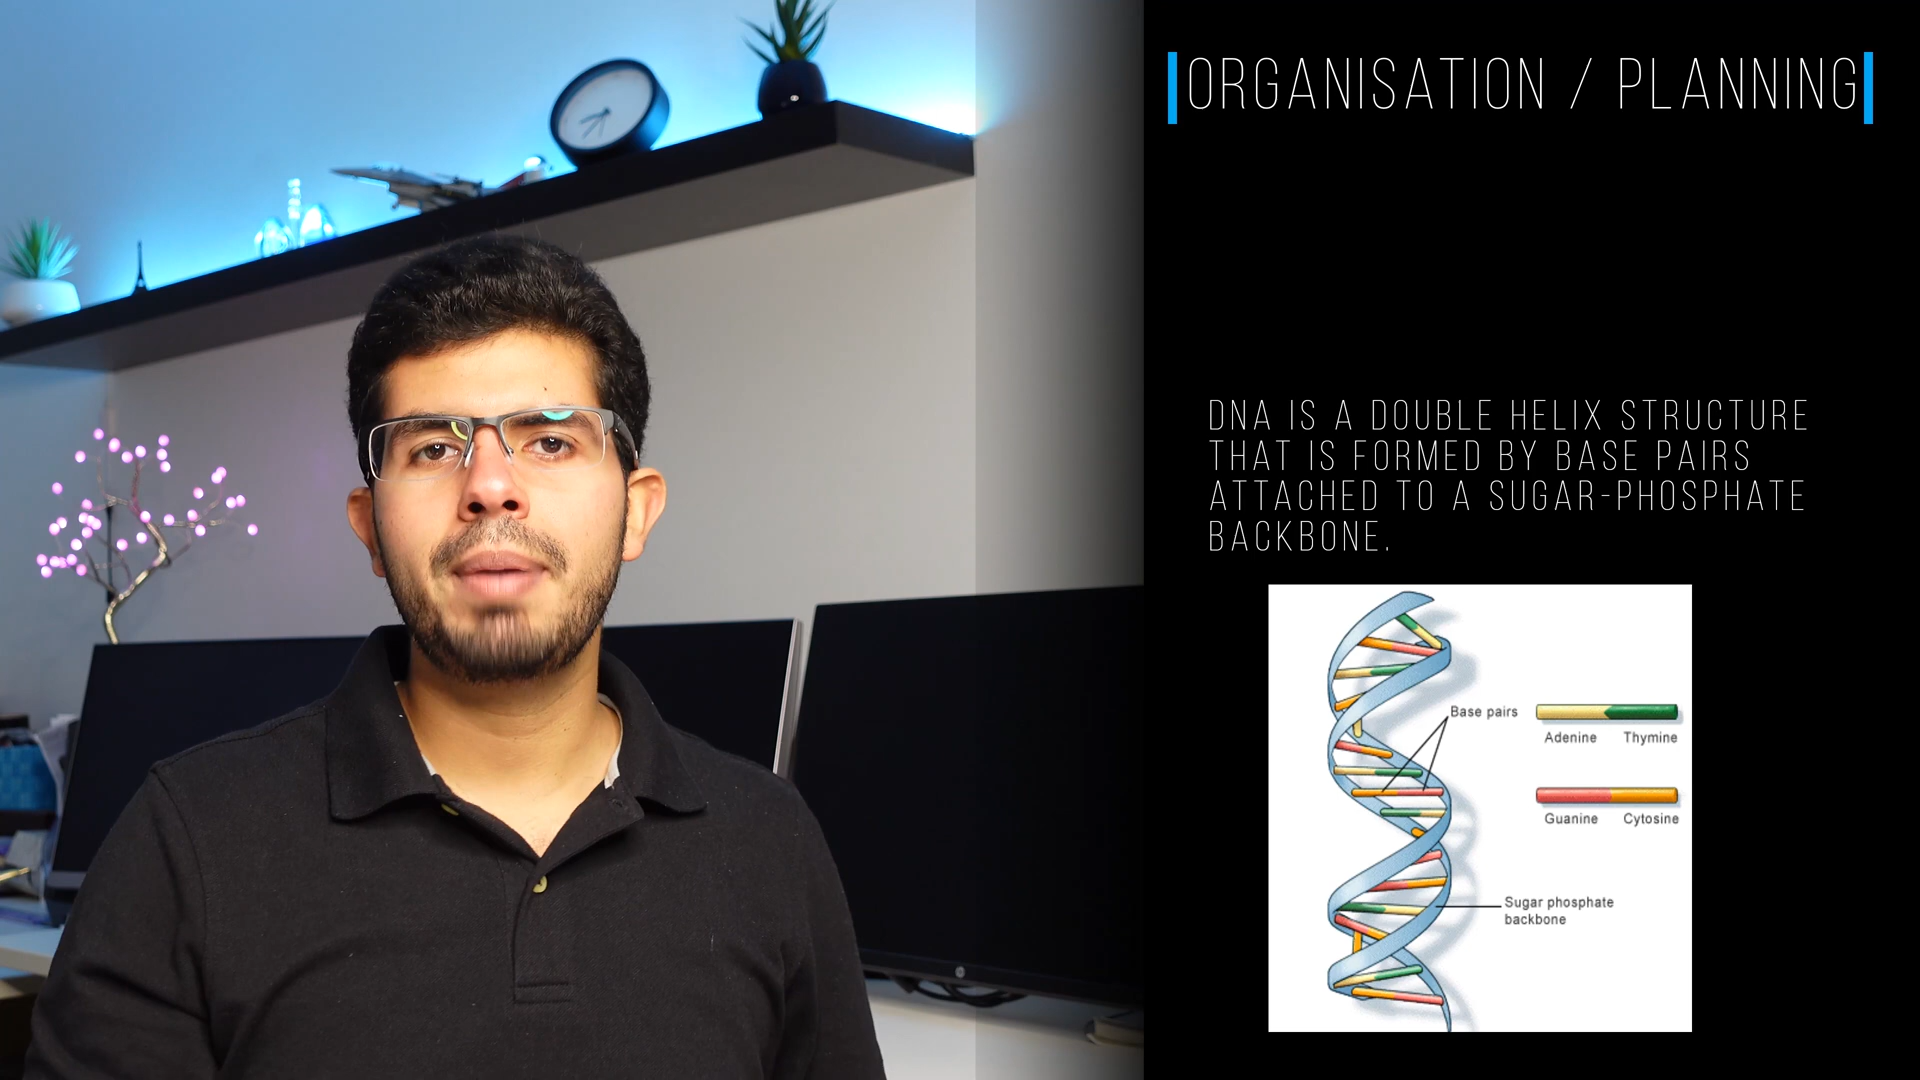 ORGANISATION / PLANNING
DNA IS A DOUBLE HELIX STRUCTURE
THAT IS FORMED BY BASE PAIRS
ATTACHED TO A SUGAR-PHOSPHATE
BACKBONE.
Base pairs
Adenine Thymine
Guanine Cytosine
Sugar phosphate
backbone